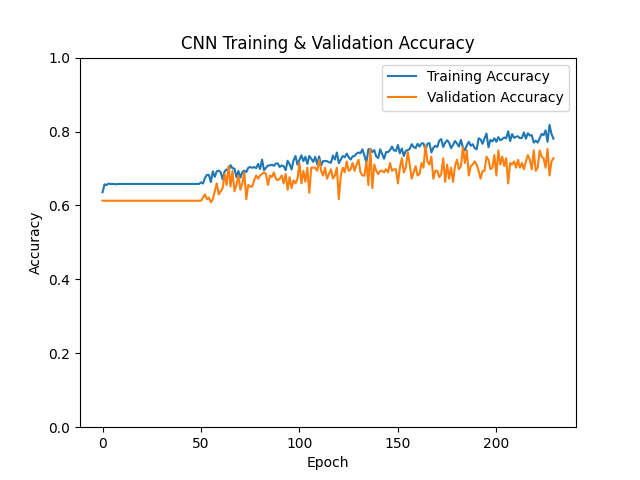 CNN Training & Validation Accuracy
Training Accuracy
Validation Accuracy
1.0
0.8
0.6
0.4
0.2
0.0
Accuracy
0 50 100 150 200
Epoch